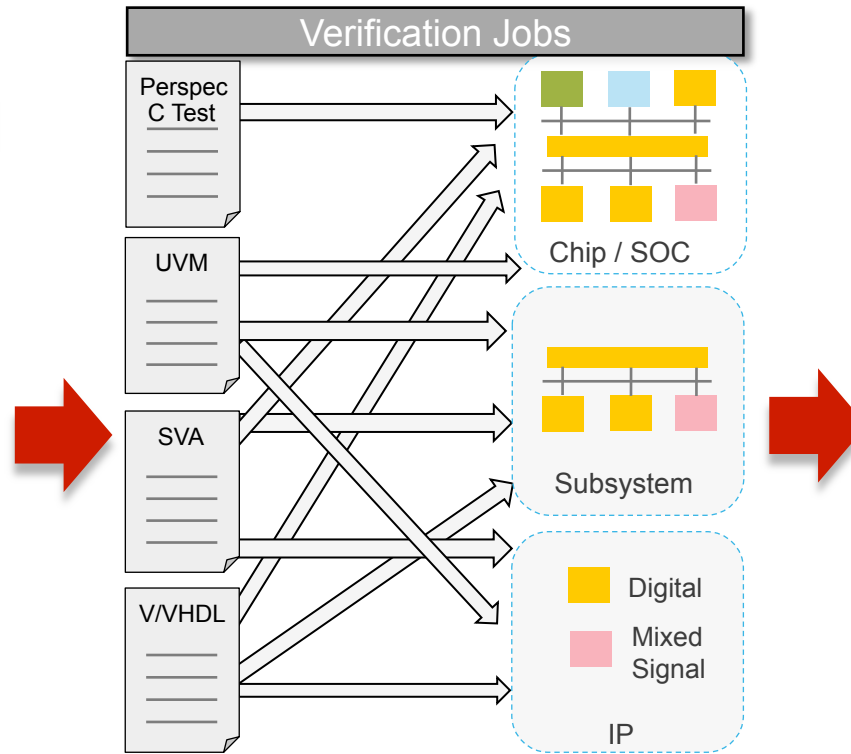 Verification Jobs
Perspec
C Test
UVM
SVA
V/VHDL
Chip / SOC
Subsystem
Digital
Mixed
Signal
IP